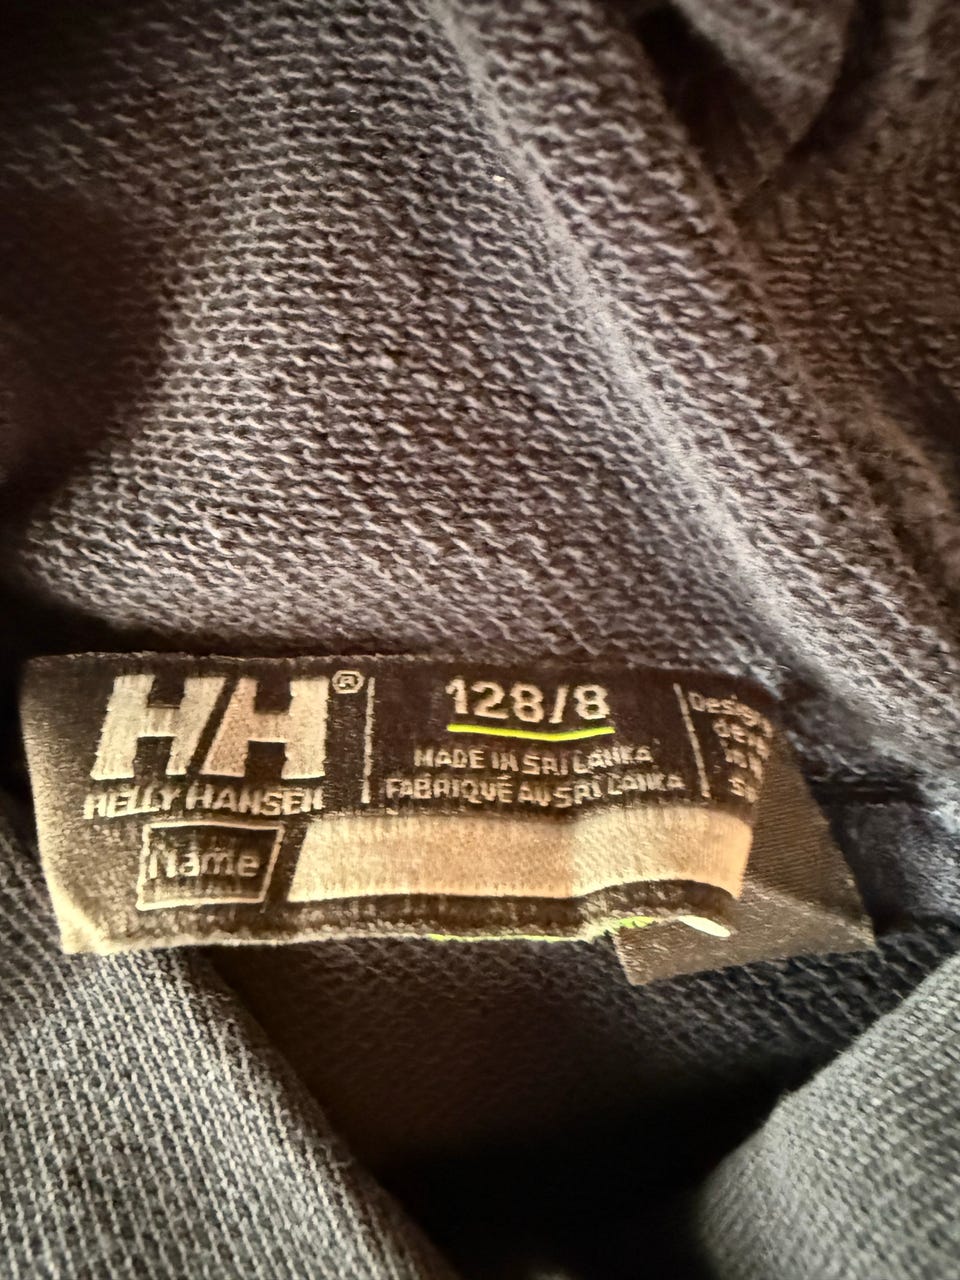 HH®
HELLY HANSEN
Name
128/8
MADE IN SRI LANKA
FABRIQUÉ AU SRI LANKA